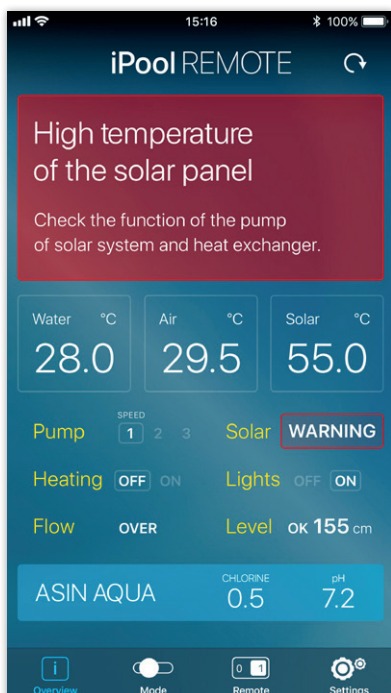 15:16 100%
iPool REMOTE
High temperature
of the solar panel
Check the function of the pump
of solar system and heat exchanger.
Water °C Air °C Solar °C
28.0 29.5 55.0
SPEED
Pump 1 2 3 Solar WARNING
Heating OFF ON Lights OFF ON
Flow OVER Level OK 155 cm
CHLORINE pH
ASIN AQUA 0.5 7.2
i 0 1
Overview Mode Remote Settings